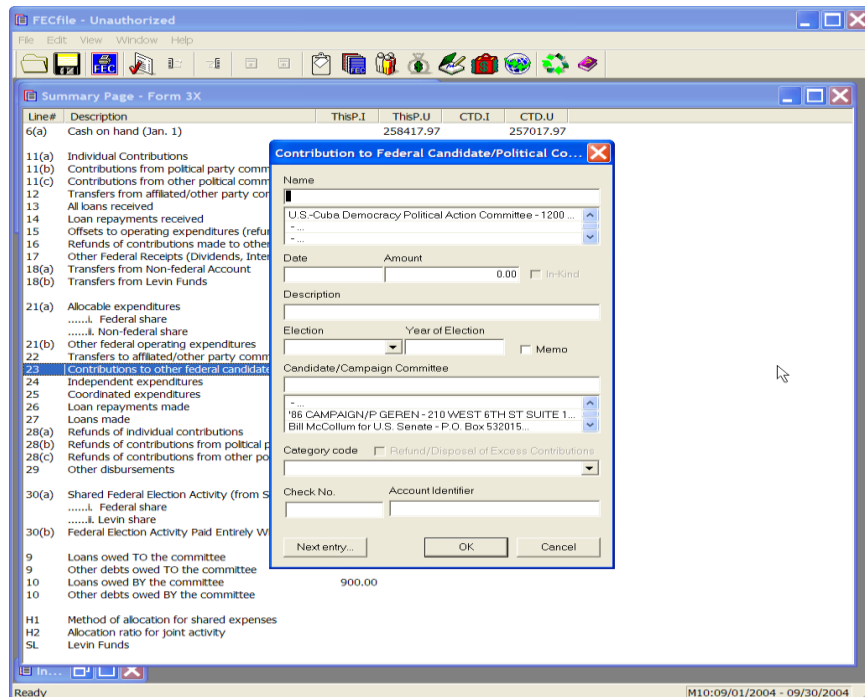 FECfile - Unauthorized
File Edit View Window Help
FEC
FEC
Summary Page - Form 3X
Line# Description ThisP.I ThisP.U CTD.I CTD.U
6(a) Cash on hand (Jan. 1) 258417.97 257017.97
11(a) Individual Contributions
11(b) Contributions from political party comm
11(c) Contributions from other political comm
12 Transfers from affiliated/other party con
13 All loans received
14 Loan repayments received
15 Offsets to operating expenditures (refur
16 Refunds of contributions made to other
17 Other Federal Receipts (Dividends, Inter
18(a) Transfers from Non-federal Account
18(b) Transfers from Levin Funds
21(a) Allocable expenditures
......i. Federal share
......ii. Non-federal share
21(b) Other federal operating expenditures
22 Transfers to affiliated/other party comm
23 Contributions to other federal candidate
24 Independent expenditures
25 Coordinated expenditures
26 Loan repayments made
27 Loans made
28(a) Refunds of individual contributions
28(b) Refunds of contributions from political p
28(c) Refunds of contributions from other po
29 Other disbursements
30(a) Shared Federal Election Activity (from S
......i. Federal share
......ii. Levin share
30(b) Federal Election Activity Paid Entirely W
9 Loans owed TO the committee
9 Other debts owed TO the committee
10 Loans owed BY the committee 900.00
10 Other debts owed BY the committee
H1 Method of allocation for shared expenses
H2 Allocation ratio for joint activity
SL Levin Funds
Contribution to Federal Candidate/Political Co...
Name
U.S.-Cuba Democracy Political Action Committee - 1200 ...
- ...
- ...
Date Amount
0.00 In-Kind
Description
Election Year of Election
Memo
Candidate/Campaign Committee
- ...
'86 CAMPAIGN/P GEREN - 210 WEST 6TH ST SUITE 1...
Bill McCollum for U.S. Senate - P.O. Box 532015...
Category code Refund/Disposal of Excess Contributions
Check No. Account Identifier
Next entry... OK Cancel
In...
Ready M10:09/01/2004 - 09/30/2004